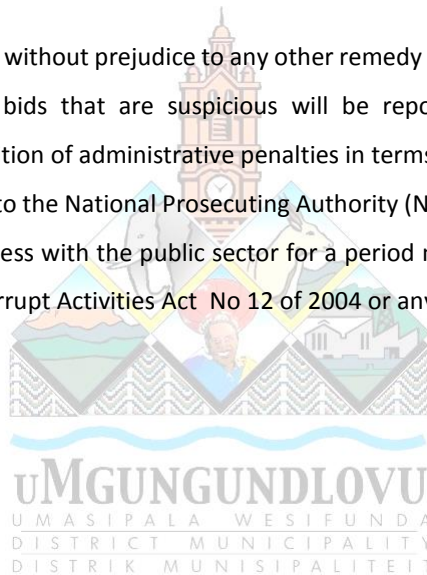 without prejudice to any other remedy
bids that are suspicious will be repo
tion of administrative penalties in terms
to the National Prosecuting Authority (N
ess with the public sector for a period n
rrupt Activities Act No 12 of 2004 or any
uMGUNGUNDLOVU
UMASIPALA WESIFUNDA
DISTRICT MUNICIPALITY
DISTRIK MUNISIPALITEIT